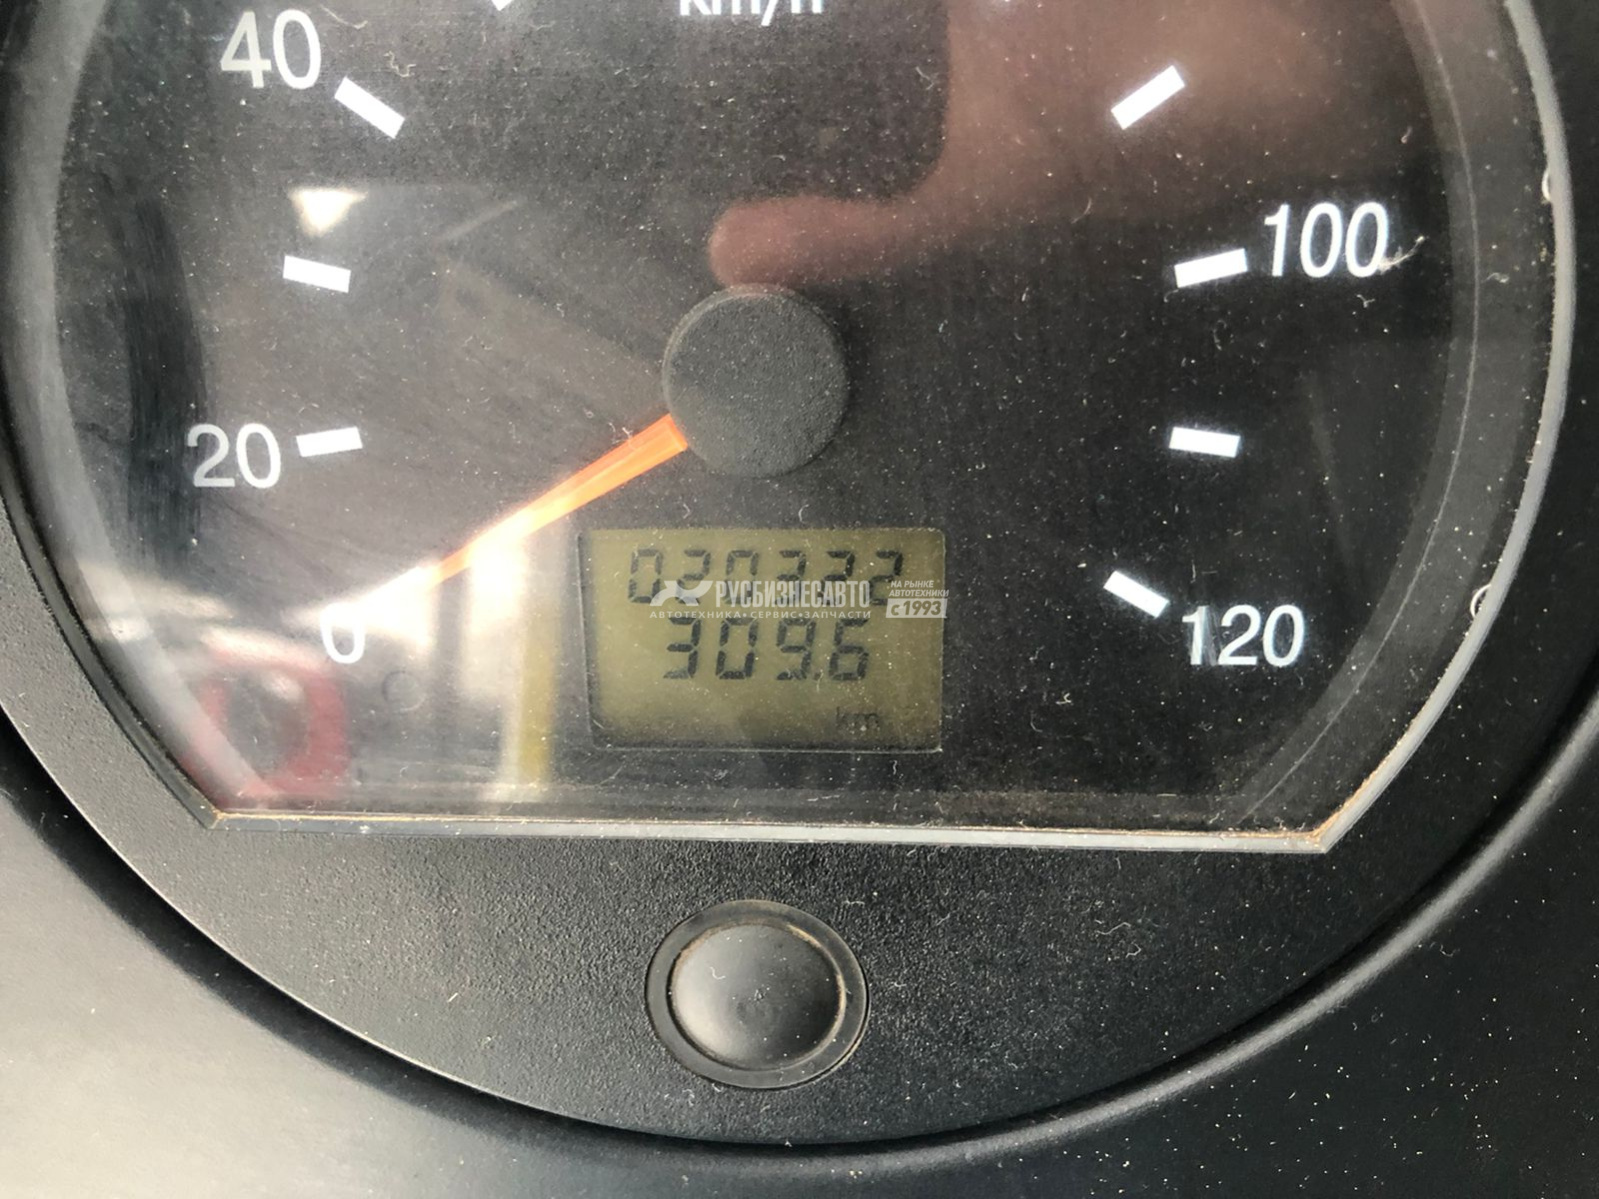 km/h
40
100
20
020332
РУСБИЗНЕСАВТО
НА РЫНКЕ
АВТОТЕХНИКИ
с 1993
АВТОТЕХНИКА•СЕРВИС•ЗАПЧАСТИ
309.6
km
0
120